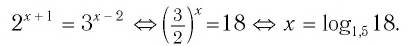 2^{x+1} = 3^{x-2} ⇔ (3/2)^x =18 ⇔ x = log_{1,5} 18.